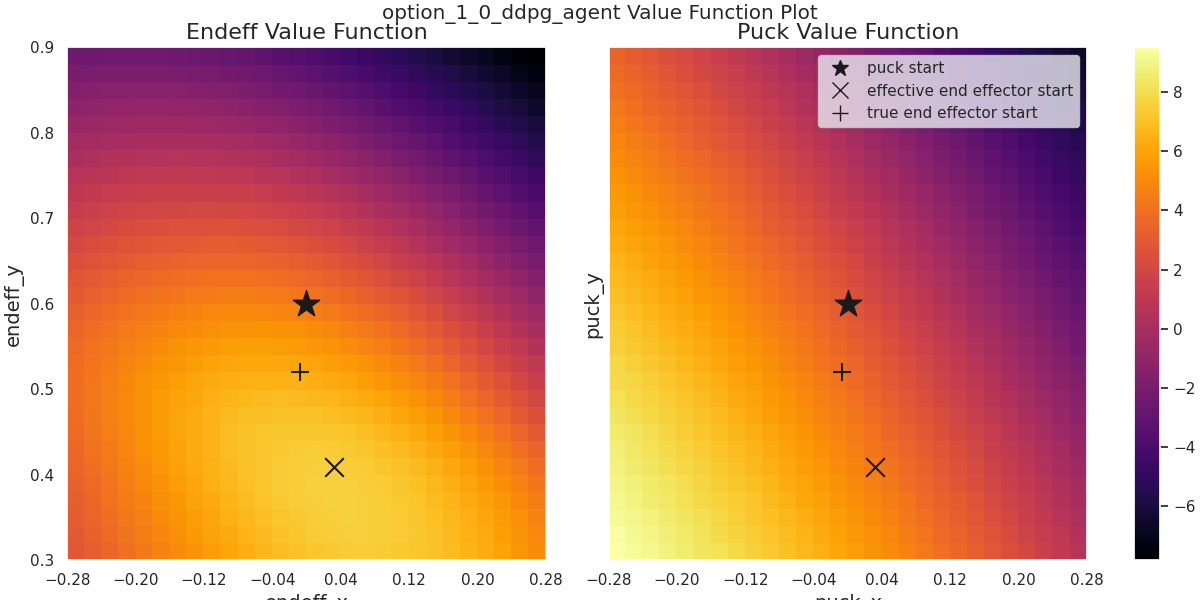 option_1_0_ddpg_agent Value Function Plot
Endeff Value Function
Puck Value Function
0.9
0.8
0.7
0.6
0.5
0.4
0.3
endeff_y
−0.28 −0.20 −0.12 −0.04 0.04 0.12 0.20 0.28
endeff_x
puck_y
puck start
effective end effector start
true end effector start
−0.28 −0.20 −0.12 −0.04 0.04 0.12 0.20 0.28
puck_x
8
6
4
2
0
−2
−4
−6